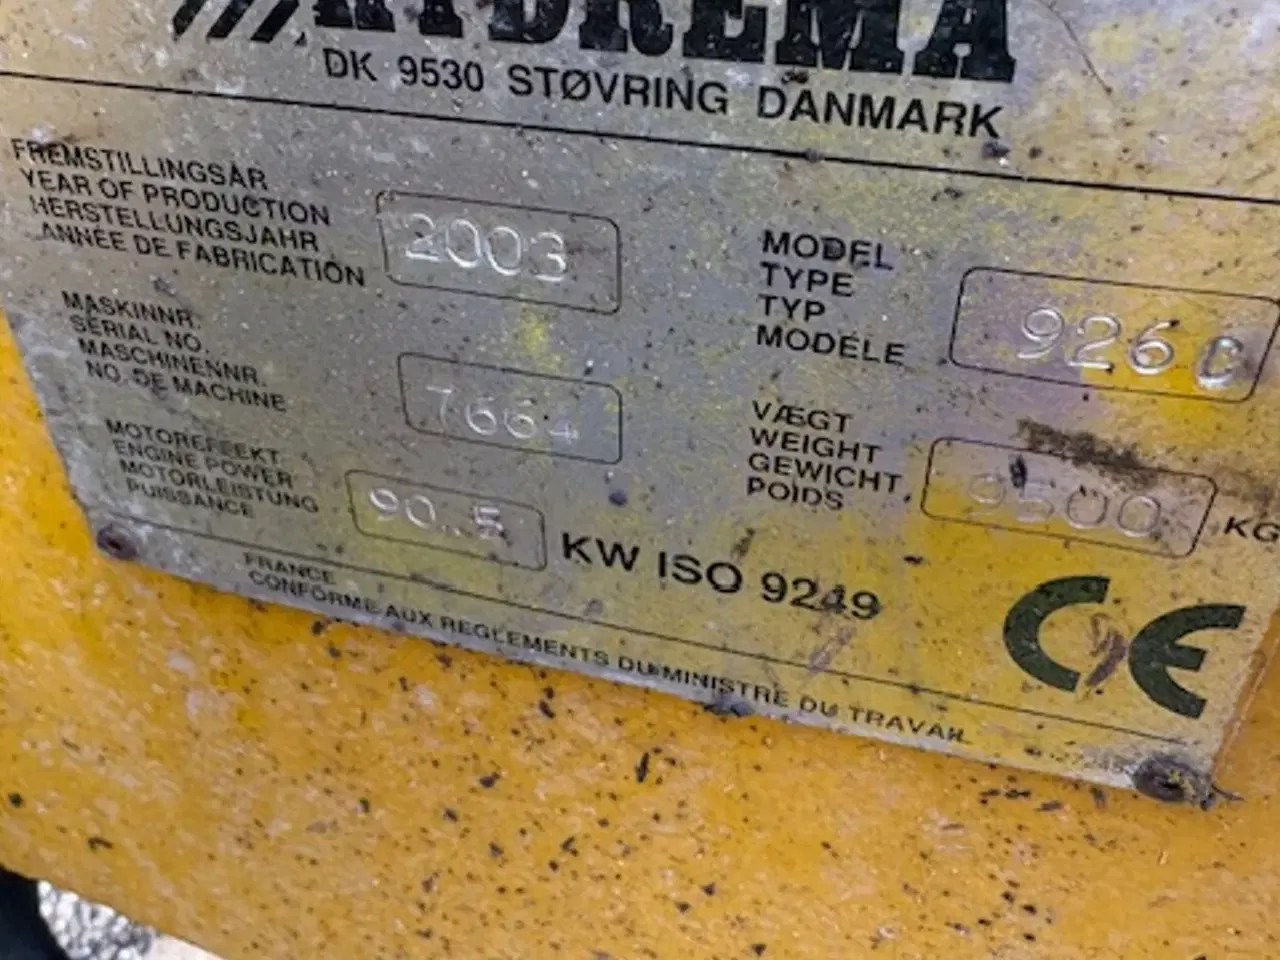 HYDREMA
DK 9530 STØVRING DANMARK
FREMSTILLINGSÅR
YEAR OF PRODUCTION
HERSTELLUNGSJAHR
ANNÉE DE FABRICATION
2003
MODEL
TYPE
TYP
MODÈLE
926C
MASKINNR.
SERIAL NO.
MASCHINENNR.
NO. DE MACHINE
7664
VÆGT
WEIGHT
GEWICHT
POIDS
9500 KG
MOTOREFFEKT
ENGINE POWER
MOTORLEISTUNG
PUISSANCE
90.5 KW ISO 9249
CE
FRANCE
CONFORME AUX REGLEMENTS DU MINISTRE DU TRAVAIL